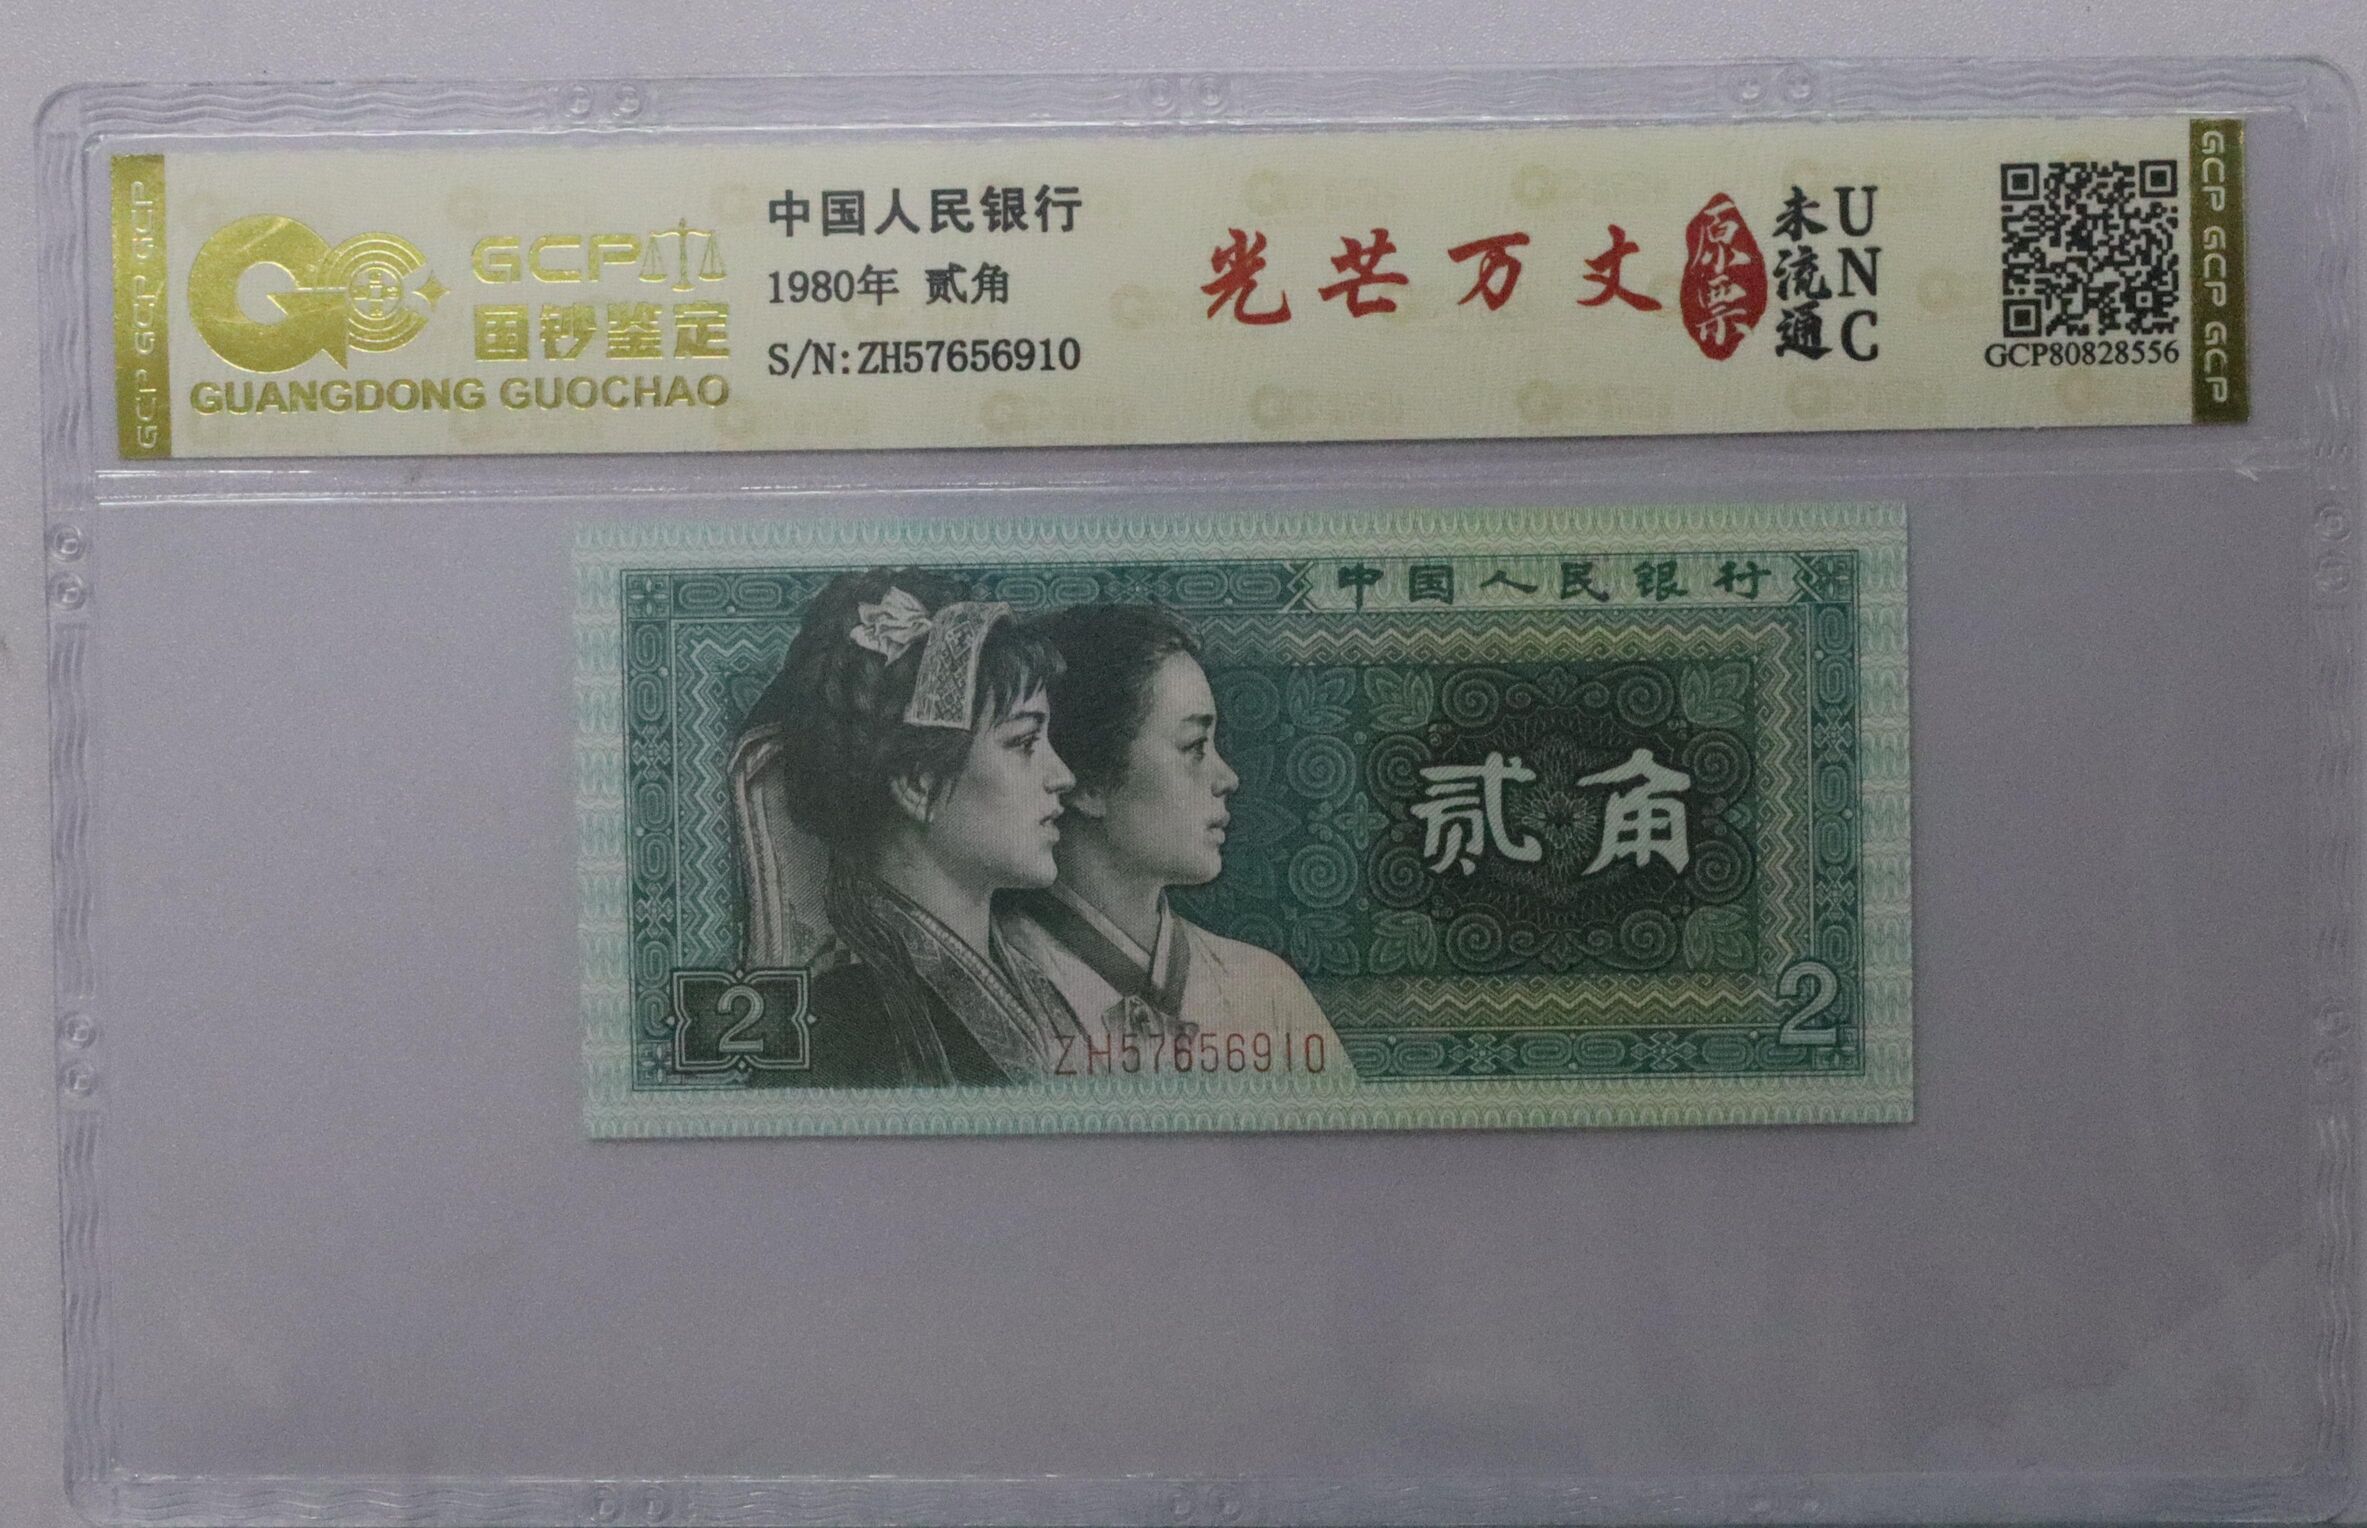 GCP GCP GCP
GCP
国钞鉴定
GUANGDONG GUOCHAO
中国人民银行
1980年 贰角
S/N:ZH57656910
光芒万丈
原票
未流通
UNC
GCP80828556
GCP GCP GCP
中国人民银行
贰角
2
2
ZH57656910